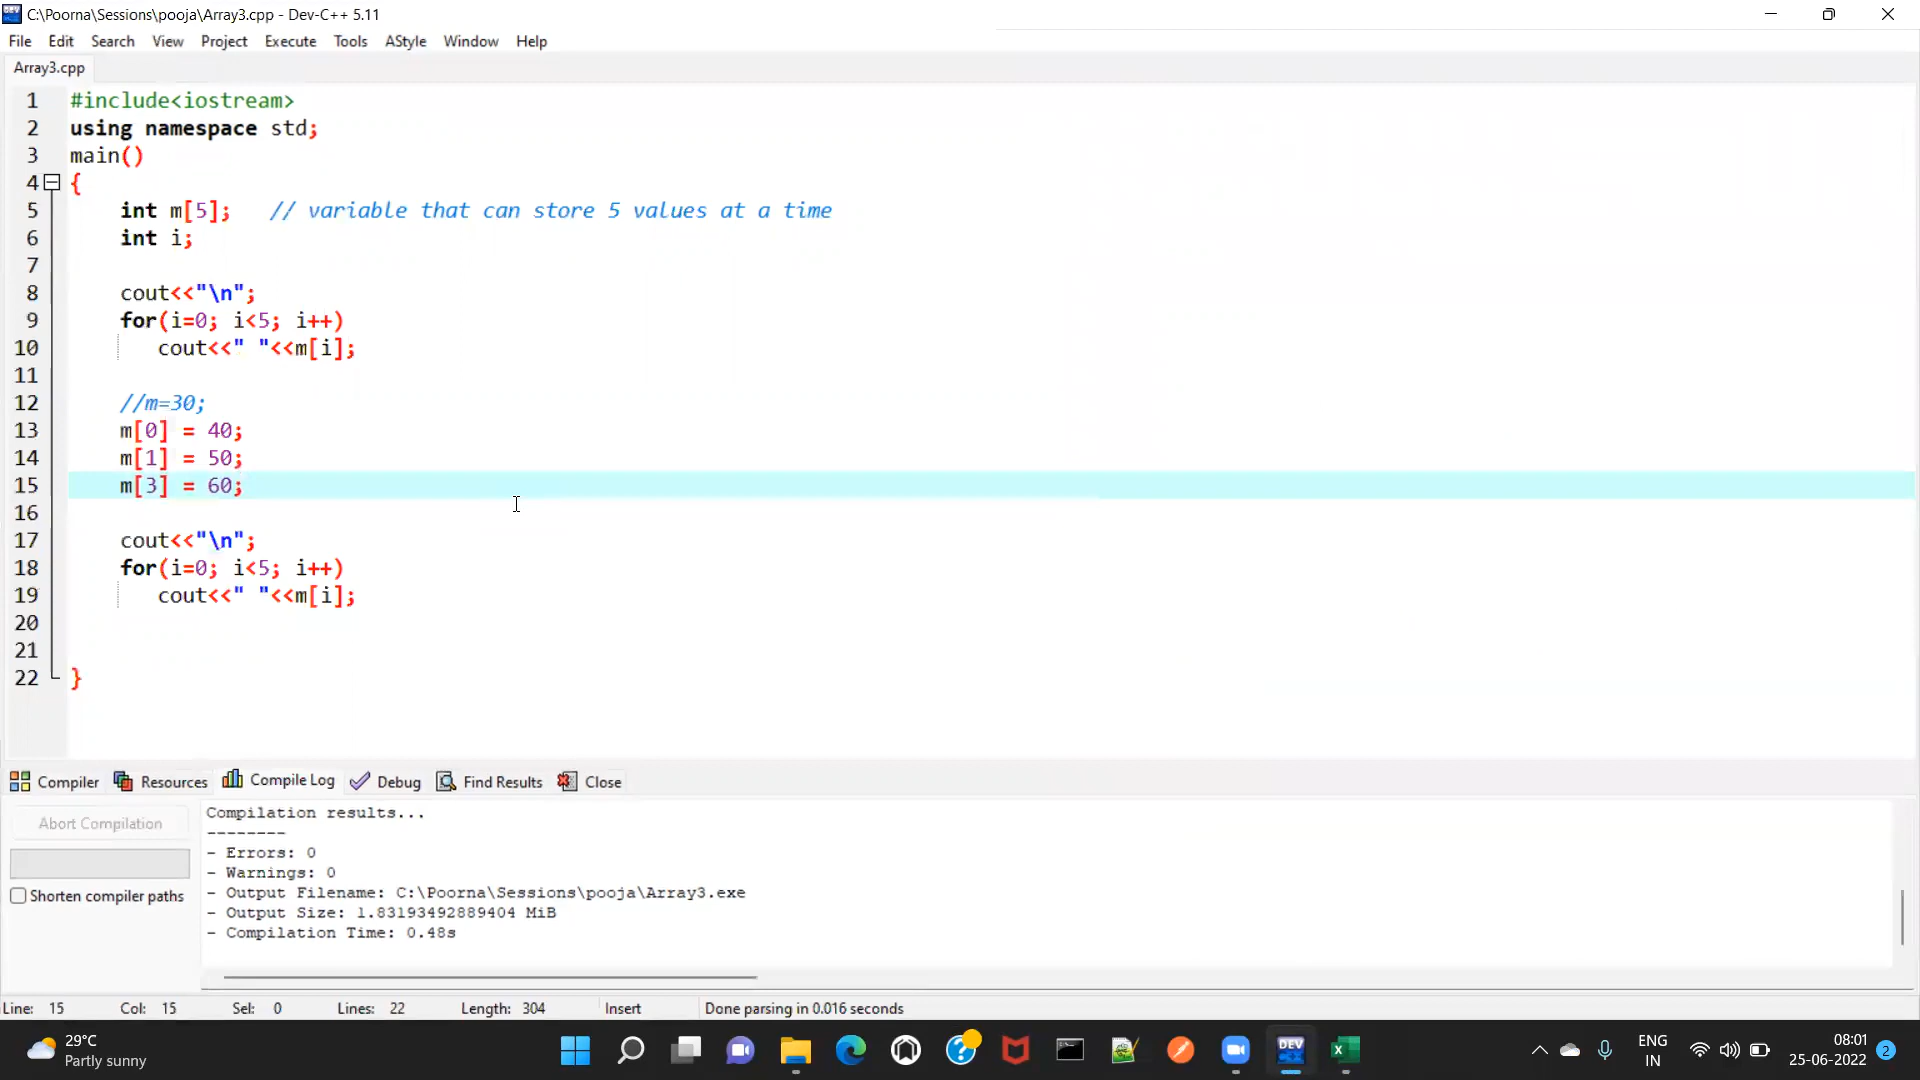 C:\Poorna\Sessions\pooja\Array3.cpp - Dev-C++ 5.11
File Edit Search View Project Execute Tools AStyle Window Help
Array3.cpp
1 #include<iostream>
2 using namespace std;
3 main()
4 {
5 int m[5]; // variable that can store 5 values at a time
6 int i;
7
8 cout<<"\n";
9 for(i=0; i<5; i++)
10 cout<<" "<<m[i];
11
12 //m=30;
13 m[0] = 40;
14 m[1] = 50;
15 m[3] = 60;
16
17 cout<<"\n";
18 for(i=0; i<5; i++)
19 cout<<" "<<m[i];
20
21
22 }
Compiler Resources Compile Log Debug Find Results Close
Abort Compilation
Shorten compiler paths
Compilation results...
--------
- Errors: 0
- Warnings: 0
- Output Filename: C:\Poorna\Sessions\pooja\Array3.exe
- Output Size: 1.83193492889404 MiB
- Compilation Time: 0.48s
Line: 15 Col: 15 Sel: 0 Lines: 22 Length: 304 Insert Done parsing in 0.016 seconds
29°C
Partly sunny
DEV
ENG
IN
08:01
25-06-2022
2